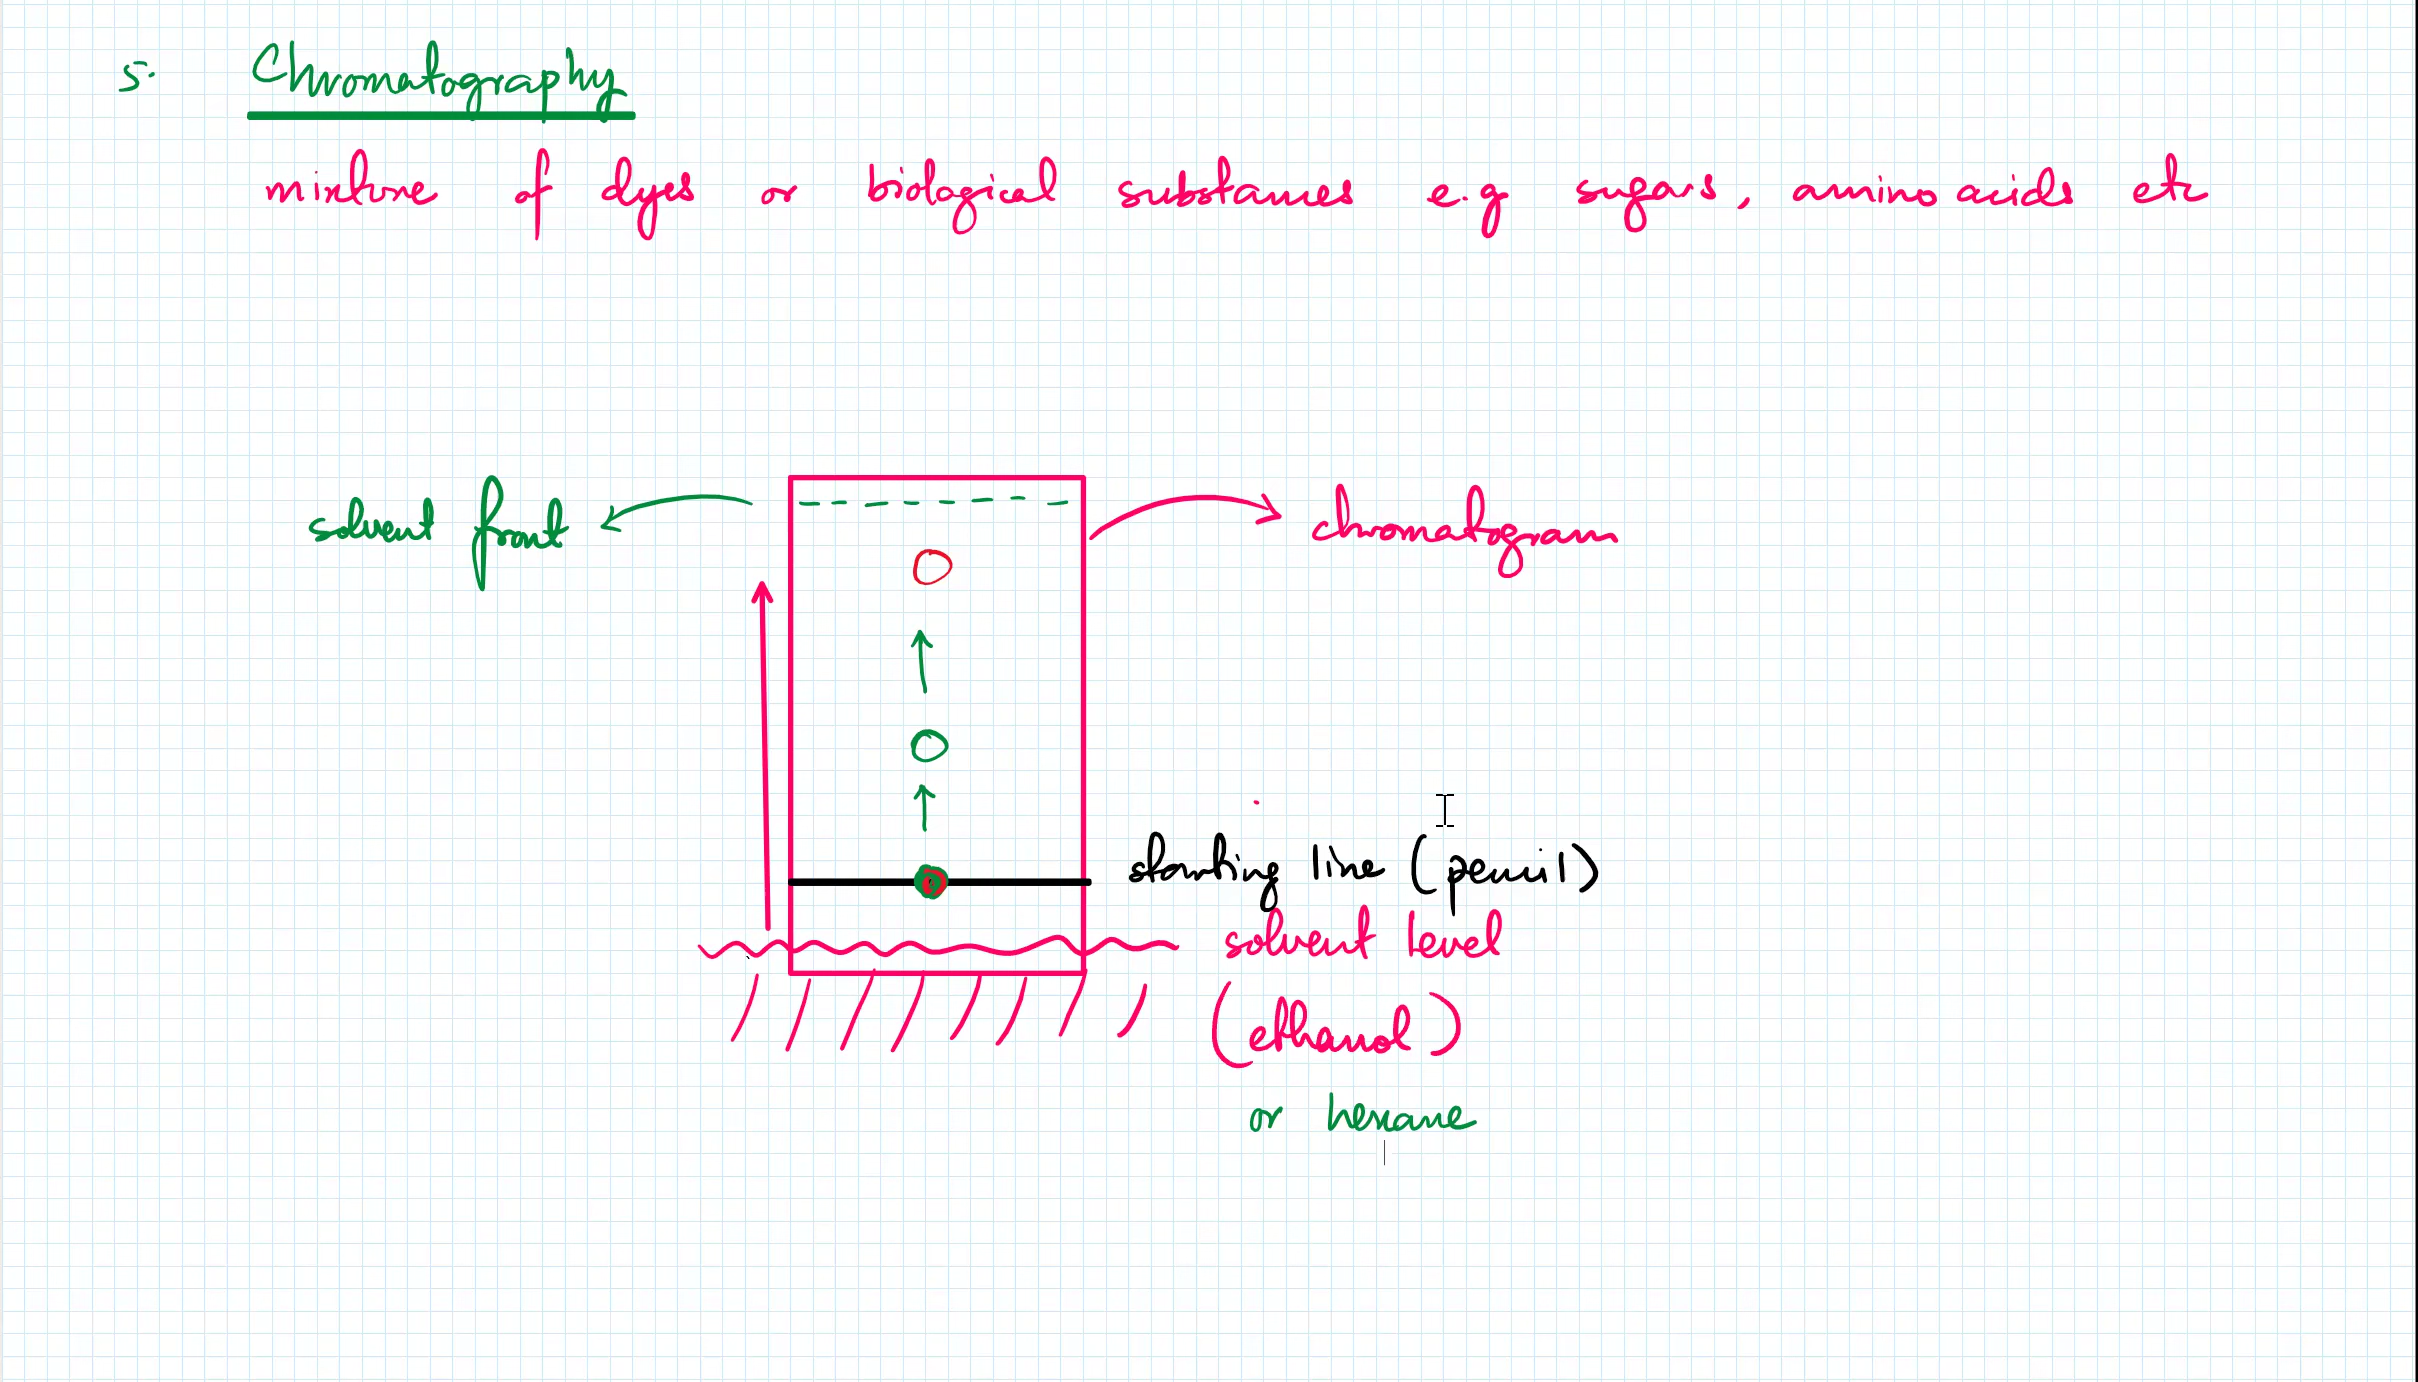 5. Chromatography
mixture of dyes or biological substances e.g sugars, amino acids etc
solvent front
chromatogram
starting line (pencil)
solvent level
(ethanol)
or hexane